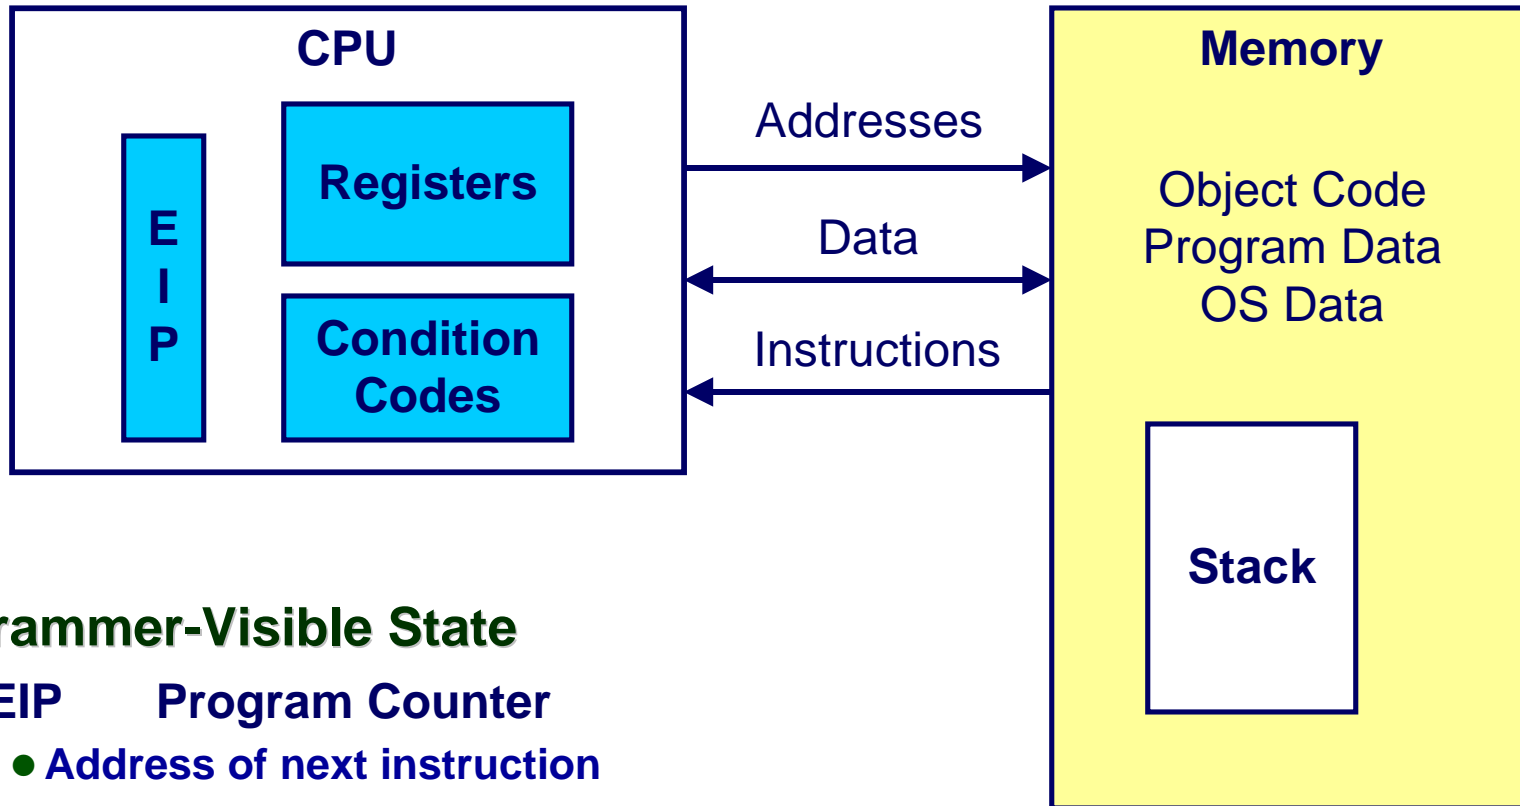 CPU
E
I
P
Registers
Condition
Codes
Addresses
Data
Instructions
Memory
Object Code
Program Data
OS Data
Stack
rammer-Visible State
EIP Program Counter
● Address of next instruction